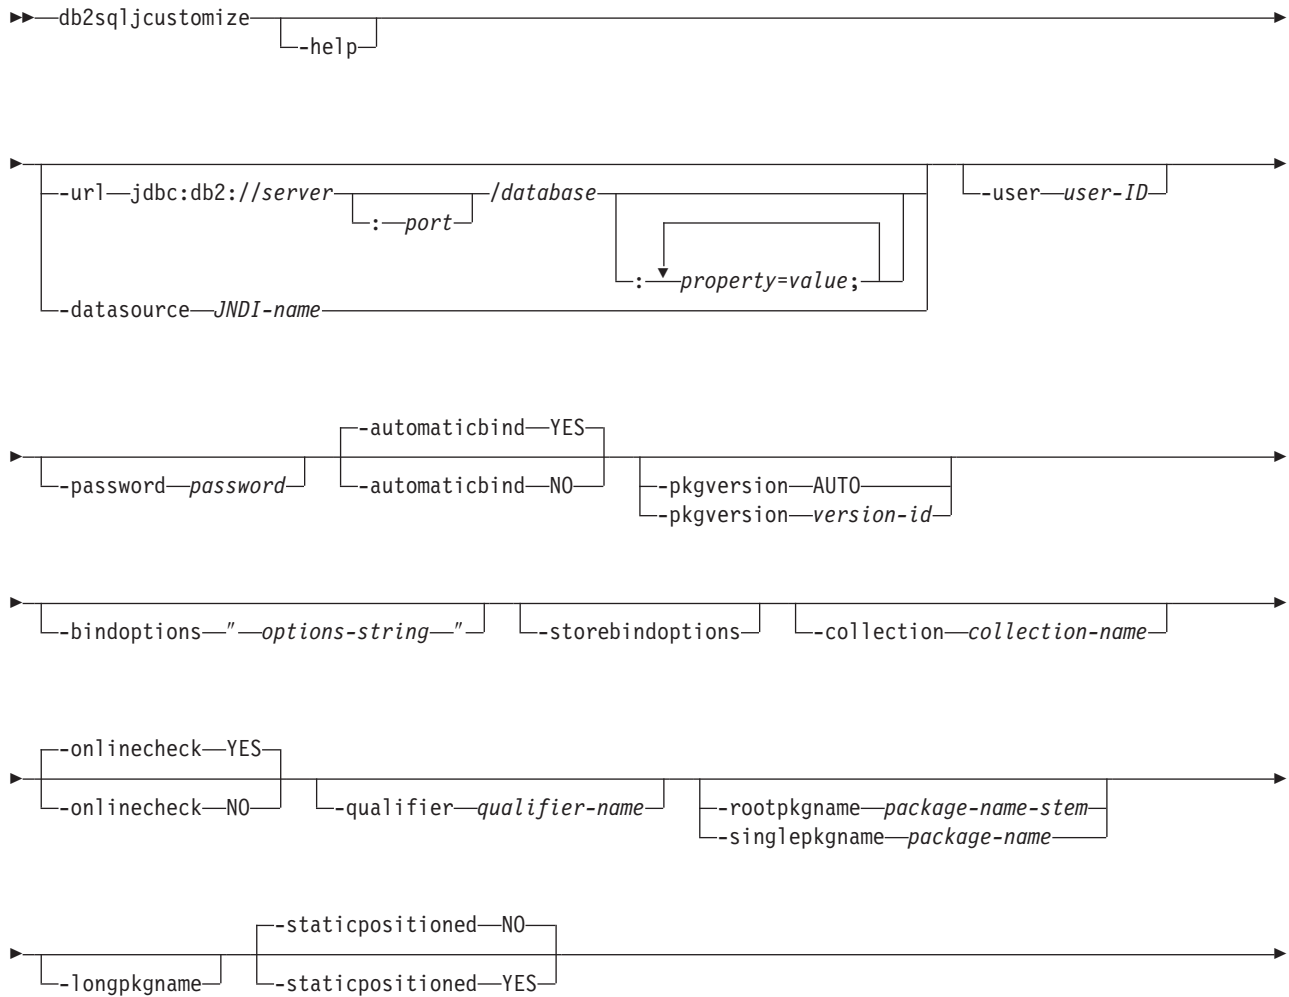 db2sqljcustomize
-help
-url jdbc:db2://server /database -user user-ID
: port
: property=value;
-datasource JNDI-name
-automaticbind YES
-password password -automaticbind NO -pkgversion AUTO
-pkgversion version-id
-bindoptions " options-string " -storebindoptions -collection collection-name
-onlinecheck YES
-onlinecheck NO -qualifier qualifier-name -rootpkgname package-name-stem
-singlepkgname package-name
-staticpositioned NO
-longpkgname -staticpositioned YES